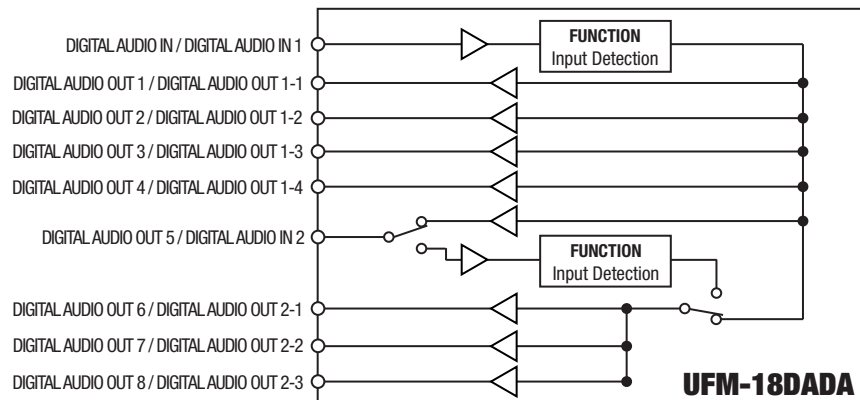 DIGITAL AUDIO IN / DIGITAL AUDIO IN 1
FUNCTION
Input Detection
DIGITAL AUDIO OUT 1 / DIGITAL AUDIO OUT 1-1
DIGITAL AUDIO OUT 2 / DIGITAL AUDIO OUT 1-2
DIGITAL AUDIO OUT 3 / DIGITAL AUDIO OUT 1-3
DIGITAL AUDIO OUT 4 / DIGITAL AUDIO OUT 1-4
DIGITAL AUDIO OUT 5 / DIGITAL AUDIO IN 2
FUNCTION
Input Detection
DIGITAL AUDIO OUT 6 / DIGITAL AUDIO OUT 2-1
DIGITAL AUDIO OUT 7 / DIGITAL AUDIO OUT 2-2
DIGITAL AUDIO OUT 8 / DIGITAL AUDIO OUT 2-3
UFM-18DADA